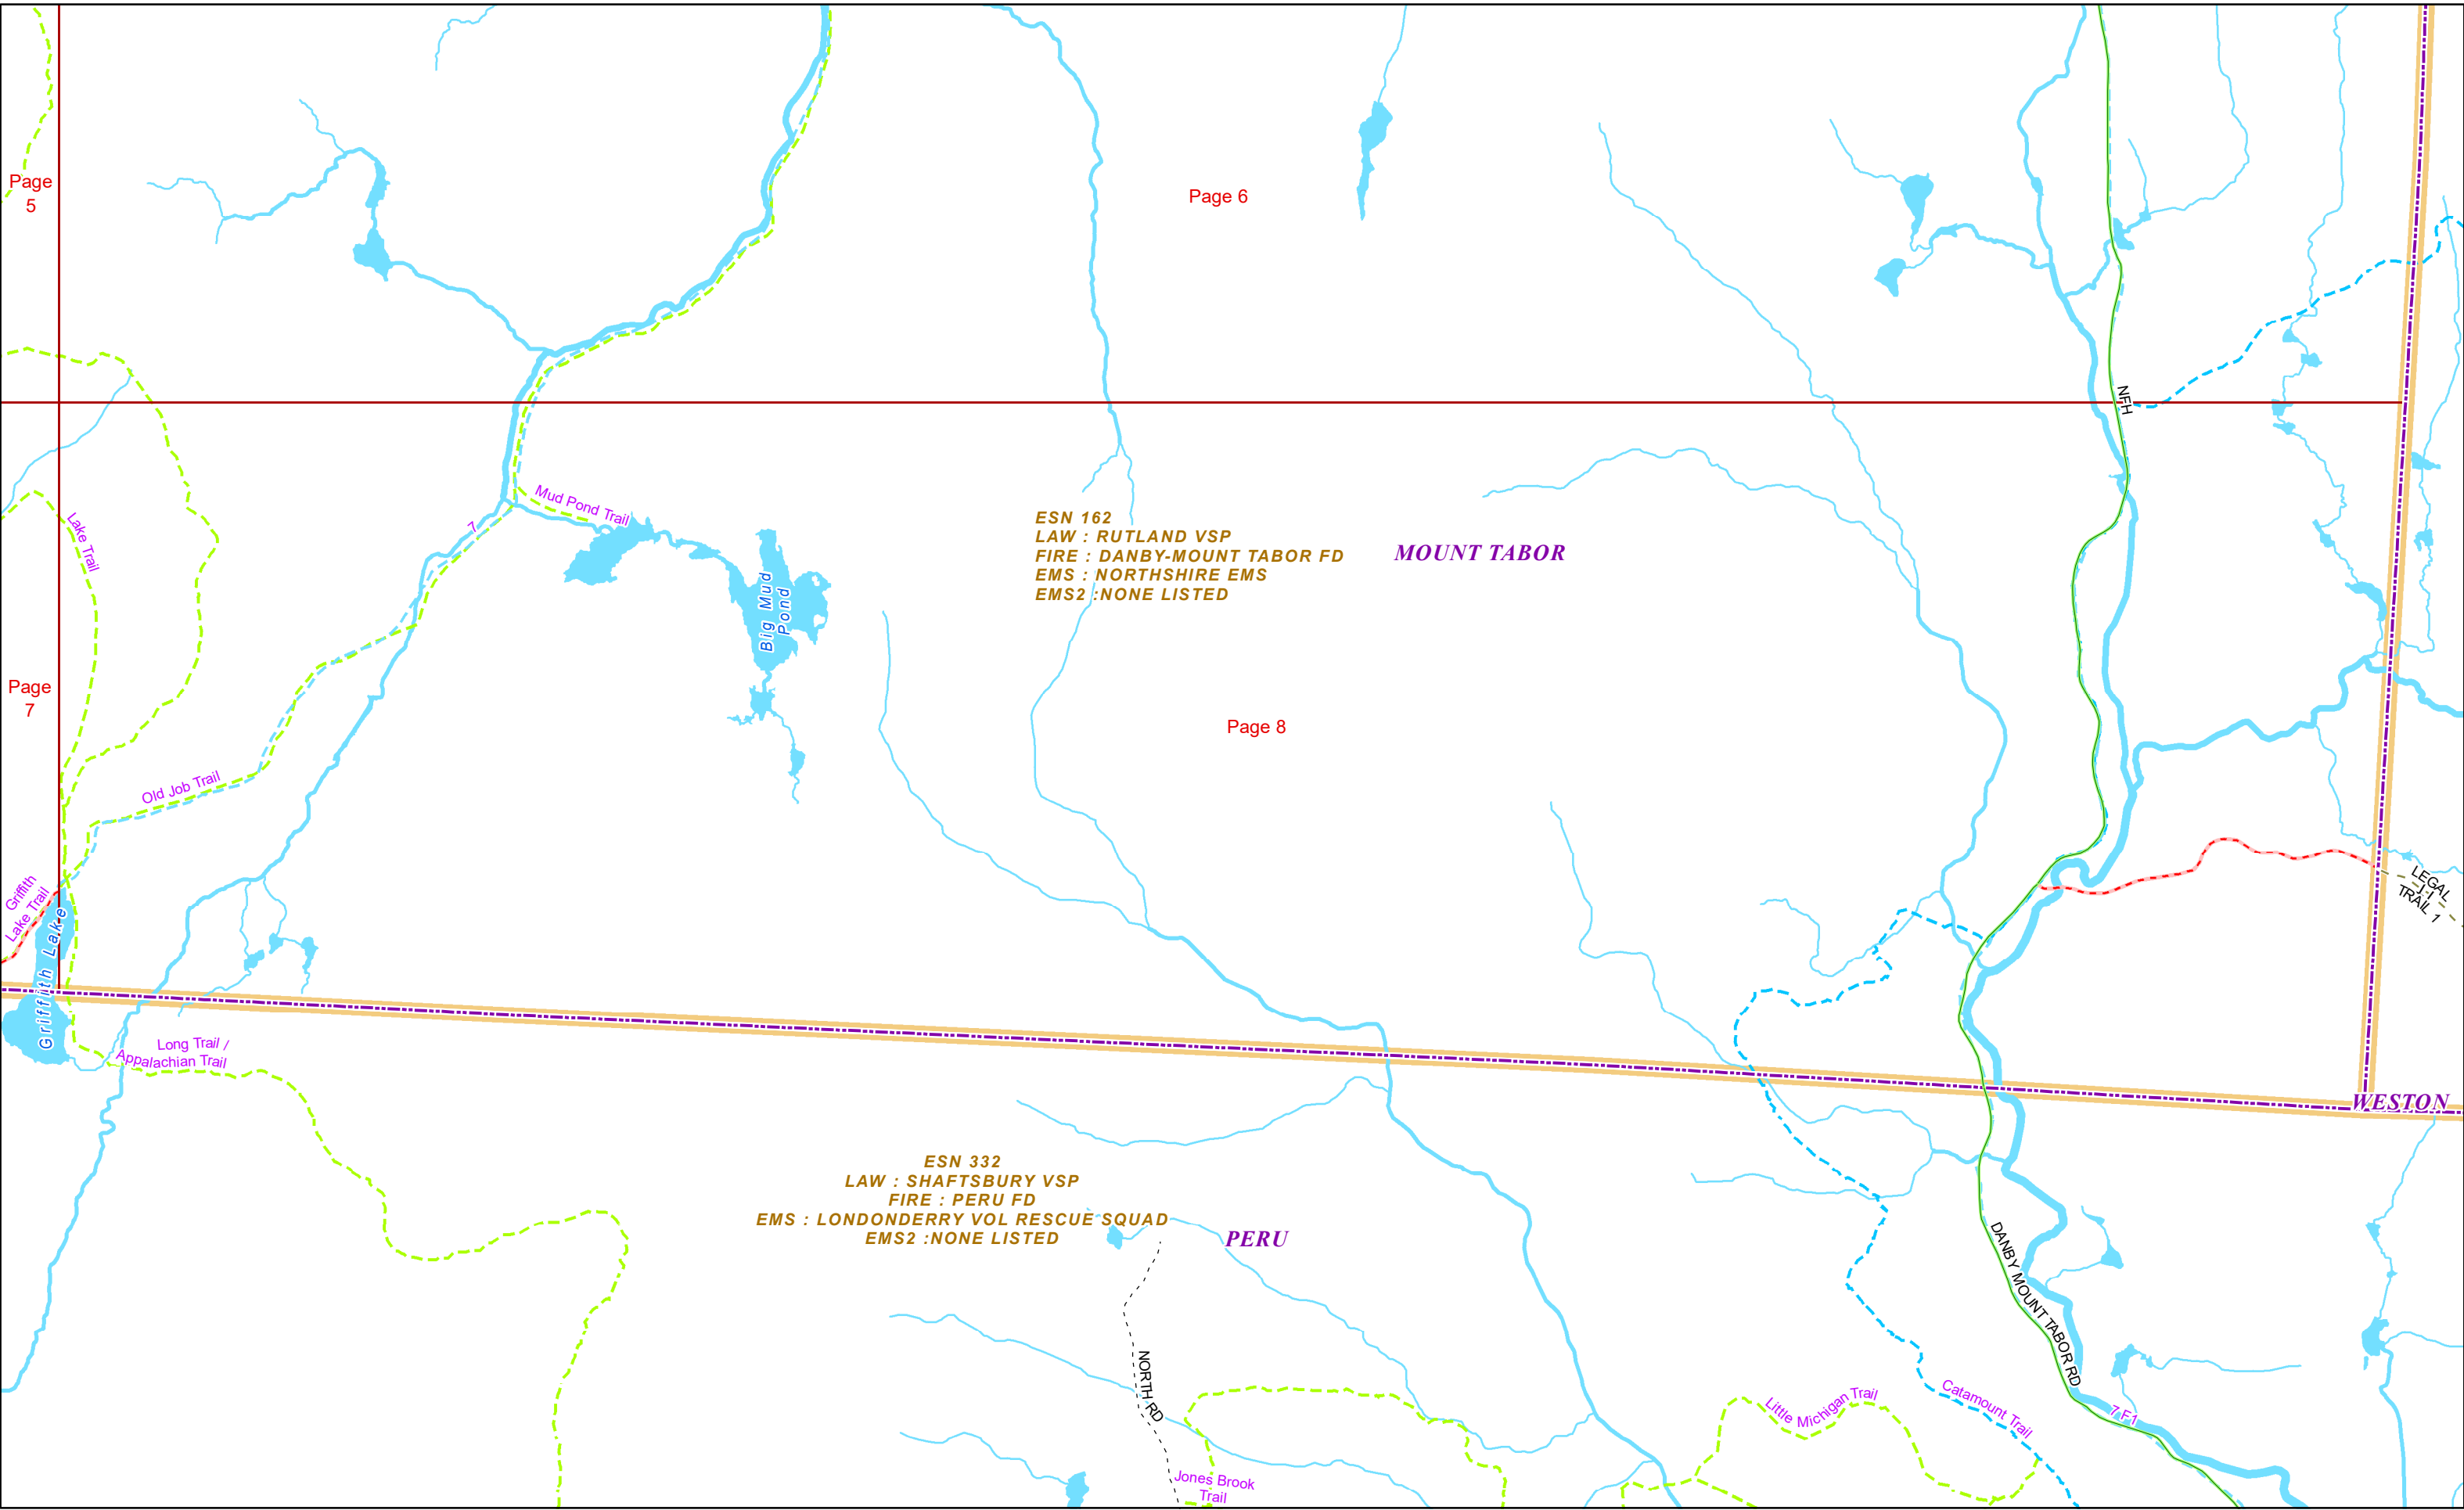 Page
5
Page 6
NFH
Mud Pond Trail
7
Lake Trail
ESN 162
LAW : RUTLAND VSP
FIRE : DANBY-MOUNT TABOR FD
EMS : NORTHSHIRE EMS
EMS2 :NONE LISTED
MOUNT TABOR
Big Mud
Pond
Page
7
Page 8
Old Job Trail
Griffith
Lake Trail
Griffith Lake
LEGAL
TRAIL 1
Long Trail /
Appalachian Trail
WESTON
ESN 332
LAW : SHAFTSBURY VSP
FIRE : PERU FD
EMS : LONDONDERRY VOL RESCUE SQUAD
EMS2 :NONE LISTED
PERU
DANBY MOUNT TABOR RD
NORTH RD
Little Michigan Trail
Catamount Trail
7 F1
Jones Brook
Trail